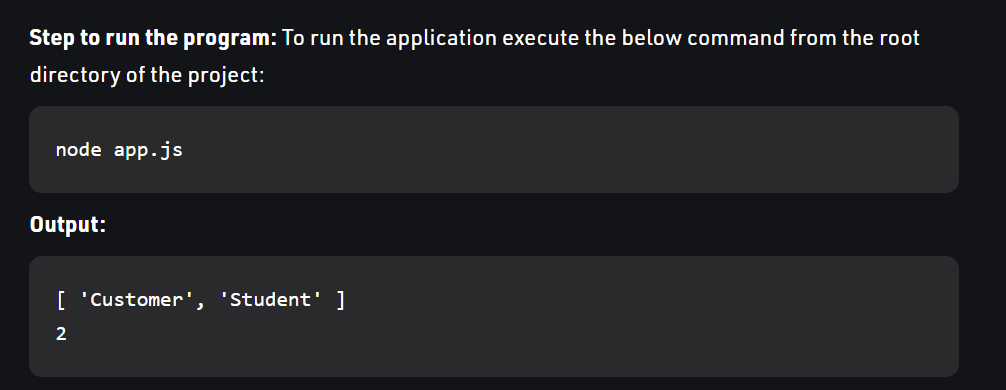 Step to run the program: To run the application execute the below command from the root
directory of the project:
node app.js
Output:
[ 'Customer', 'Student' ]
2